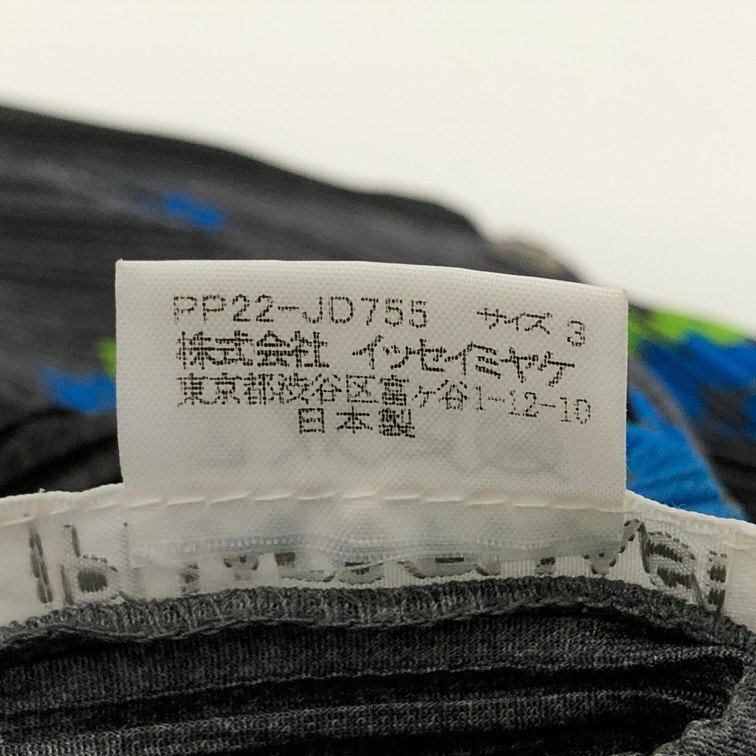 PP22-JD755 サイズ 3
株式会社 イッセイミヤケ
東京都渋谷区富ヶ谷1-12-10
日本製